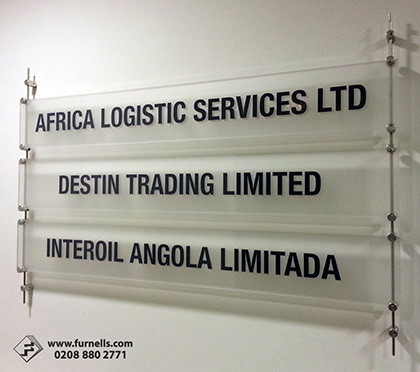 AFRICA LOGISTIC SERVICES LTD
DESTIN TRADING LIMITED
INTEROIL ANGOLA LIMITADA
www.furnells.com
0208 880 2771